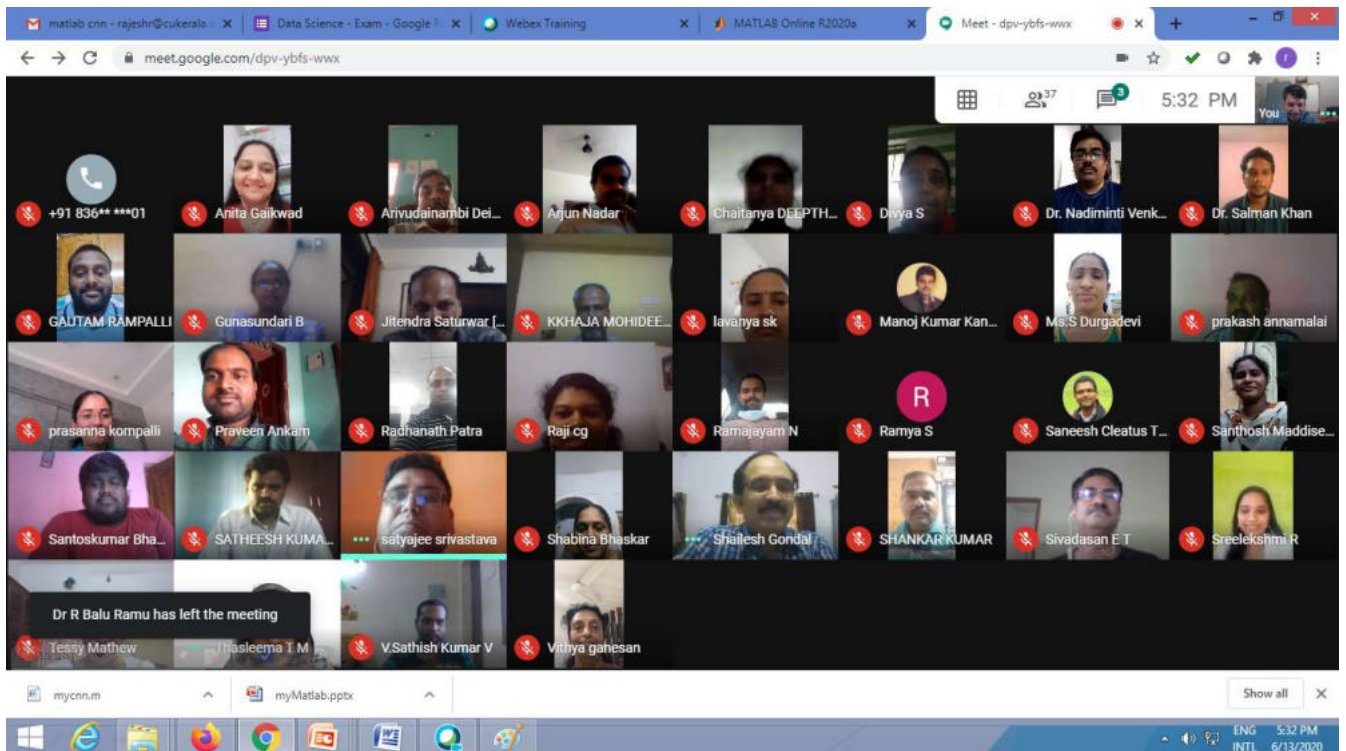 matlab cnn - rajeshr@cukerala.
Data Science - Exam - Google F
Webex Training
MATLAB Online R2020a
Meet - dpv-ybfs-wwx
meet.google.com/dpv-ybfs-wwx
r
37
3
5:32 PM
You
+91 836** ***01
Anita Gaikwad
Arivudainambi Dei...
Arjun Nadar
Chaitanya DEEPTH...
Divya S
Dr. Nadiminti Venk...
Dr. Salman Khan
GAUTAM RAMPALLI
Gunasundari B
Jitendra Saturwar [...
KKHAJA MOHIDEE...
lavanya sk
Manoj Kumar Kan...
Ms.S Durgadevi
prakash annamalai
prasanna kompalli
Praveen Ankam
Radhanath Patra
Raji cg
Ramajayam N
R
Ramya S
Saneesh Cleatus T...
Santhosh Maddise...
Santoskumar Bha...
SATHEESH KUMA...
satyajee srivastava
Shabina Bhaskar
Shailesh Gondal
SHANKAR KUMAR
Sivadasan E T
Sreelekshmi R
Dr R Balu Ramu has left the meeting
Tessy Mathew
Thasleema T M
V.Sathish Kumar V
Vithya gahesan
mycnn.m
myMatlab.pptx
Show all
ENG
INTL
5:32 PM
6/13/2020